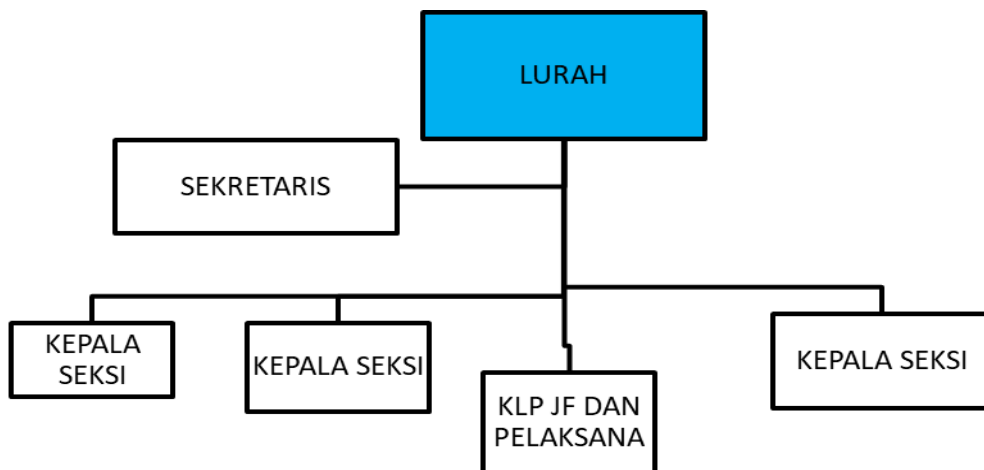 LURAH
SEKRETARIS
KEPALA
SEKSI
KEPALA SEKSI
KLP JF DAN
PELAKSANA
KEPALA SEKSI